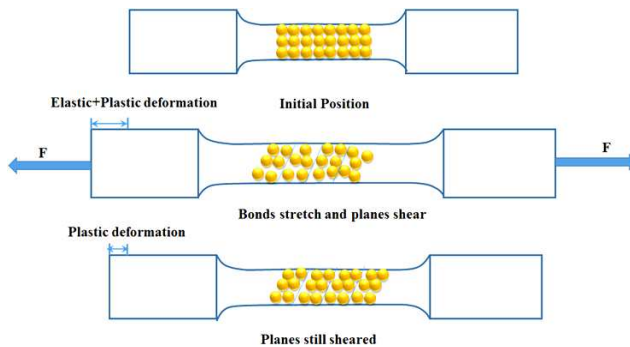 Initial Position
Elastic+Plastic deformation
F
F
Bonds stretch and planes shear
Plastic deformation
Planes still sheared